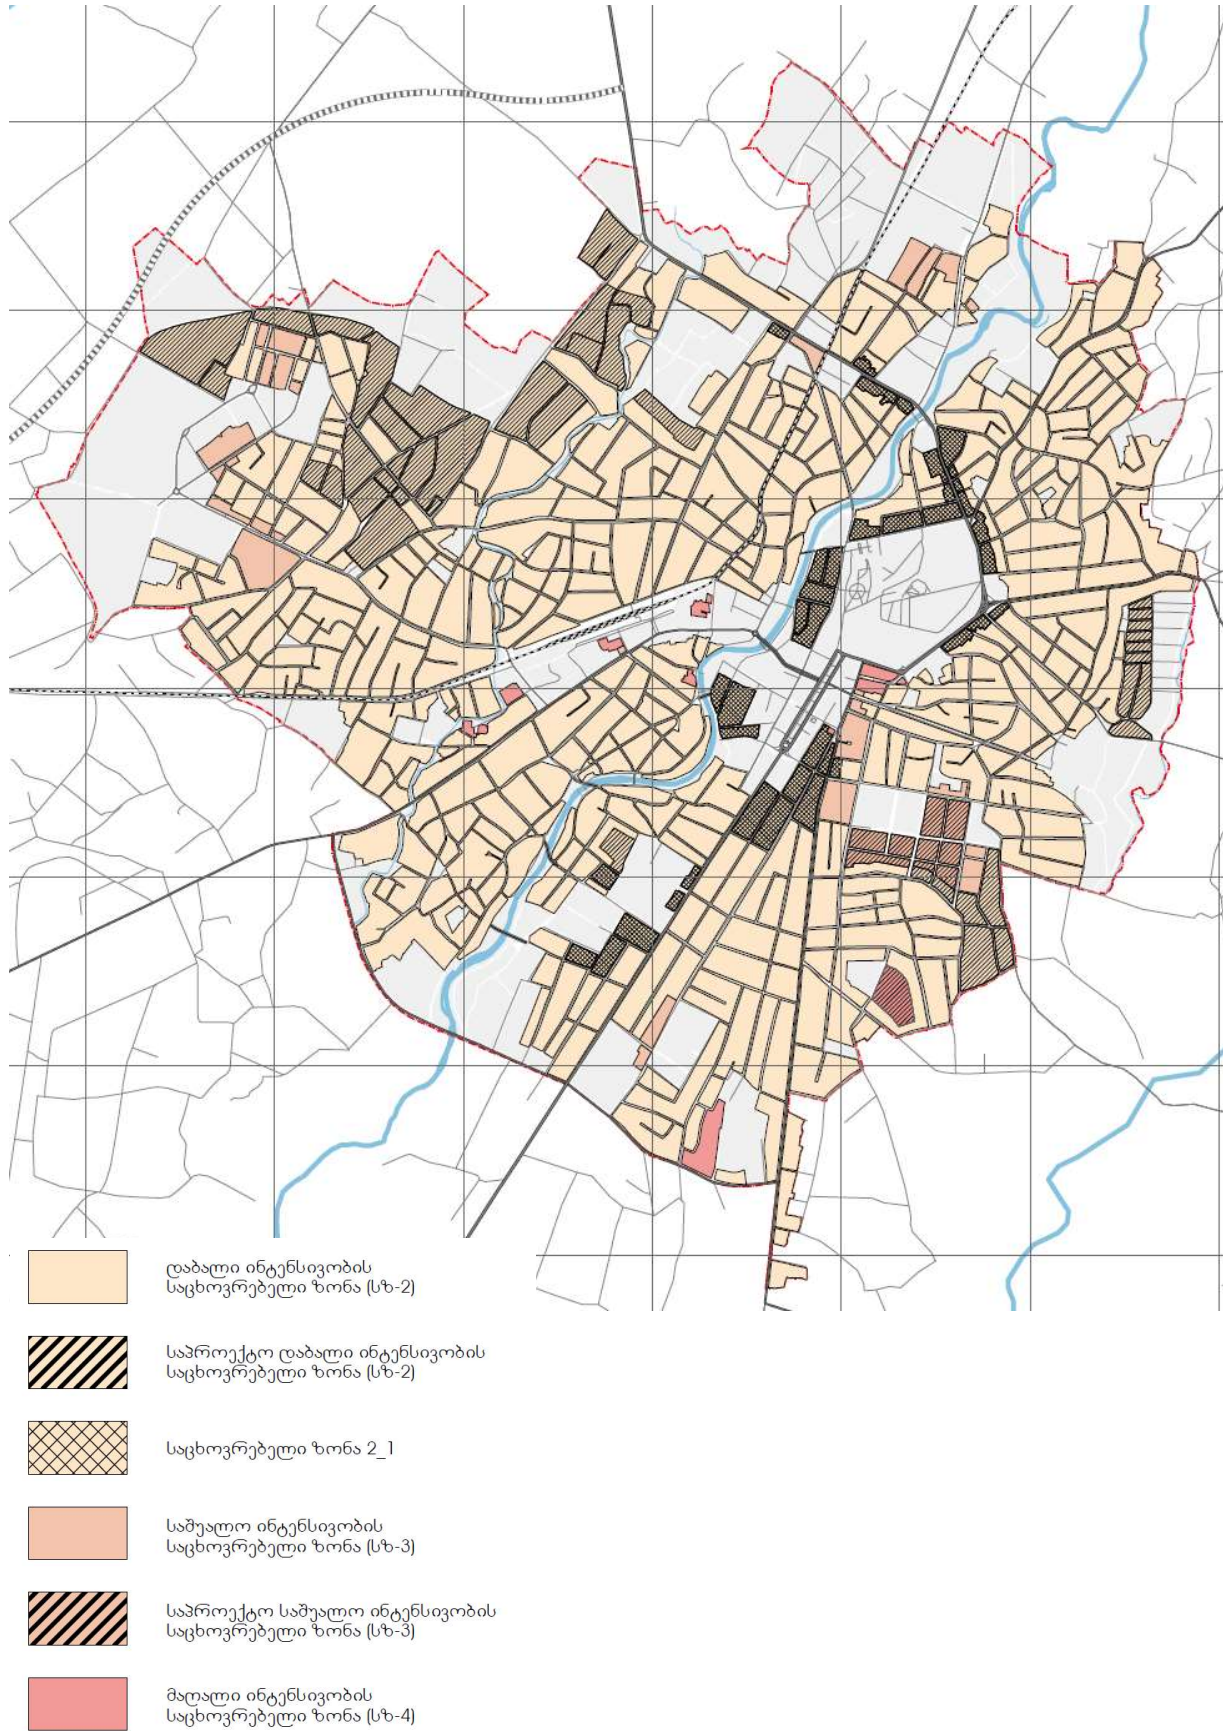 დაბალი ინტენსივობის
საცხოვრებელი ზონა (სზ-2)
საპროექტო დაბალი ინტენსივობის
საცხოვრებელი ზონა (სზ-2)
საცხოვრებელი ზონა 2_1
საშუალო ინტენსივობის
საცხოვრებელი ზონა (სზ-3)
საპროექტო საშუალო ინტენსივობის
საცხოვრებელი ზონა (სზ-3)
მაღალი ინტენსივობის
საცხოვრებელი ზონა (სზ-4)